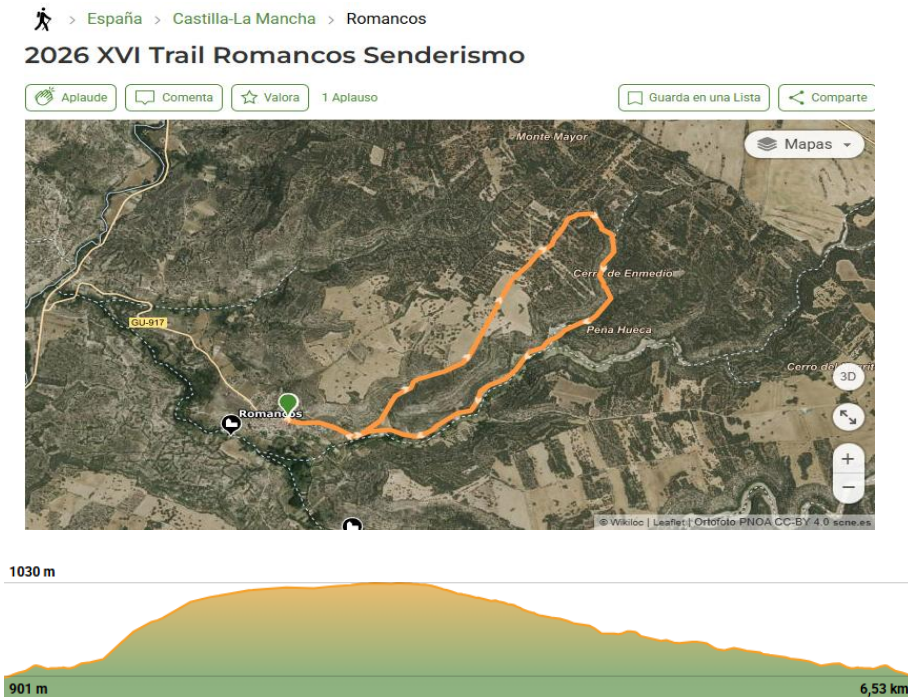 > España > Castilla-La Mancha > Romancos
2026 XVI Trail Romancos Senderismo
Aplaude Comenta Valora 1 Aplauso Guarda en una Lista Comparte
Monte Mayor
Mapas
Cerro de Enmedio
GU-917
Peña Hueca
3D
Romancos
+
−
© Wikiloc | Leaflet | Ortofoto PNOA CC-BY 4.0 scne.es
1030 m
901 m 6,53 km